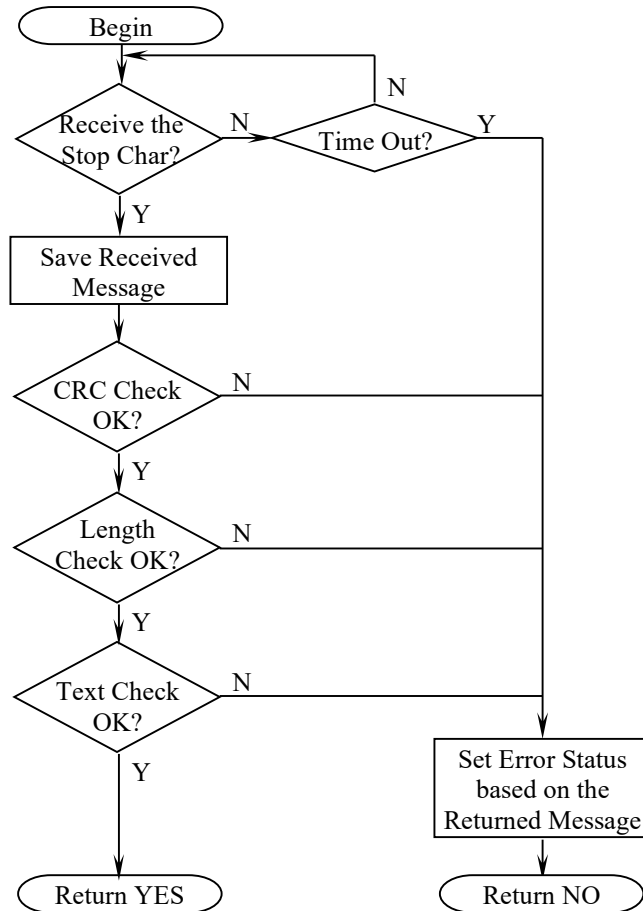 Begin
N
Receive the
Stop Char?
N
Time Out?
Y
Y
Save Received
Message
CRC Check
OK?
N
Y
Length
Check OK?
N
Y
Text Check
OK?
N
Y
Set Error Status
based on the
Returned Message
Return YES
Return NO